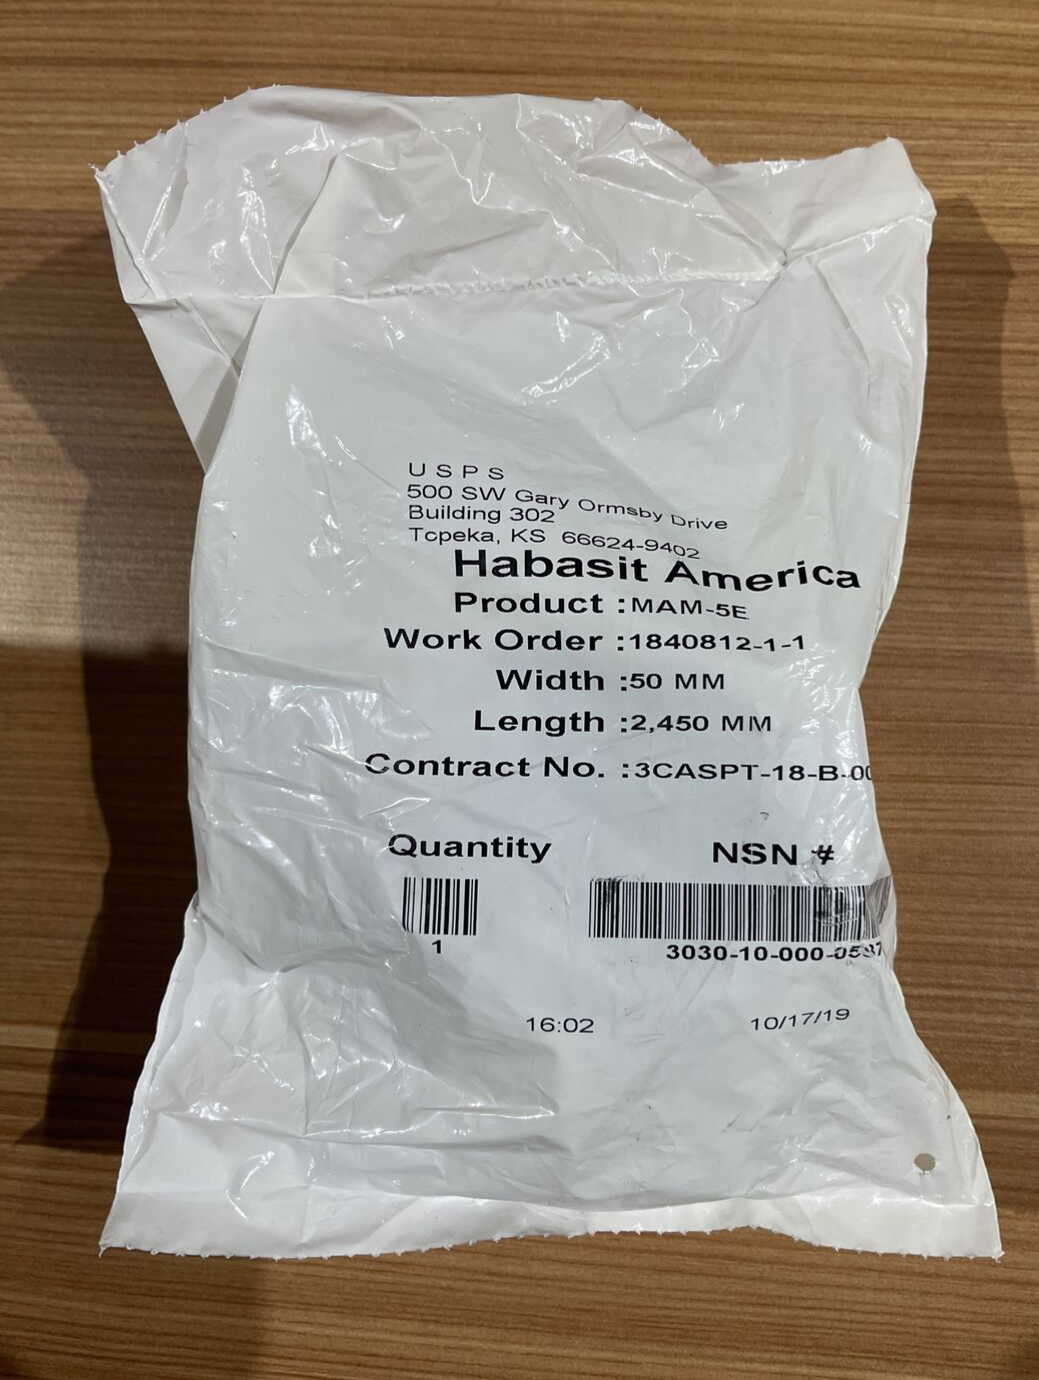 U S P S
500 SW Gary Ormsby Drive
Building 302
Topeka, KS 66624-9402
Habasit America
Product :MAM-5E
Work Order :1840812-1-1
Width :50 MM
Length :2,450 MM
Contract No. :3CASPT-18-B-00
Quantity NSN #
1 3030-10-000-0537
16:02 10/17/19